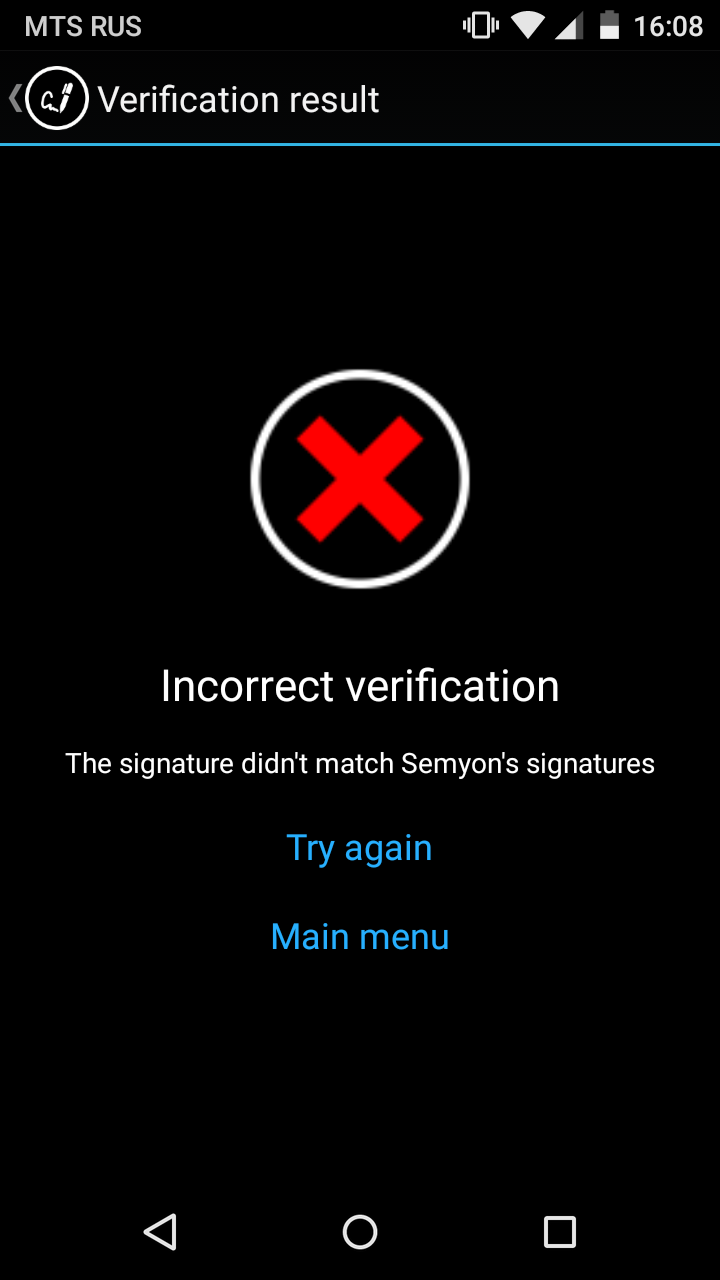 MTS RUS 16:08
Verification result
Incorrect verification
The signature didn't match Semyon's signatures
Try again
Main menu